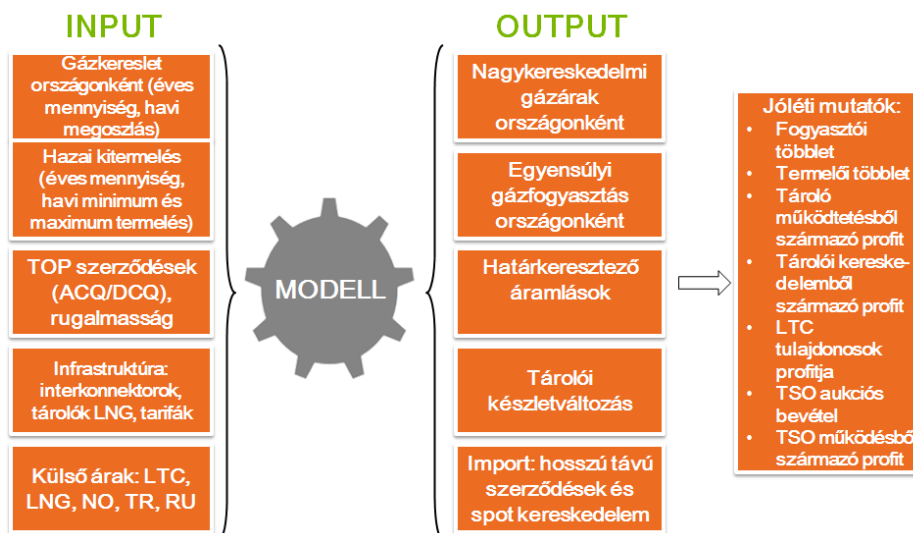 INPUT
Gázkereslet
országonként (éves
mennyiség, havi
megoszlás)
Hazai kitermelés
(éves mennyiség,
havi minimum és
maximum termelés)
TOP szerződések
(ACQ/DCQ),
rugalmasság
Infrastruktúra:
interkonnektorok,
tárolók LNG, tarifák
Külső árak: LTC,
LNG, NO, TR, RU
MODELL
OUTPUT
Nagykereskedelmi
gázárak
országonként
Egyensúlyi
gázfogyasztás
országonként
Határkeresztező
áramlások
Tárolói
készletváltozás
Import: hosszú távú
szerződések és
spot kereskedelem
Jóléti mutatók:
• Fogyasztói
többlet
• Termelői többlet
• Tároló
működtetésből
származó profit
• Tárolói kereske-
delemből
származó profit
• LTC
tulajdonosok
profitja
• TSO aukciós
bevétel
• TSO működésbő
származó profit